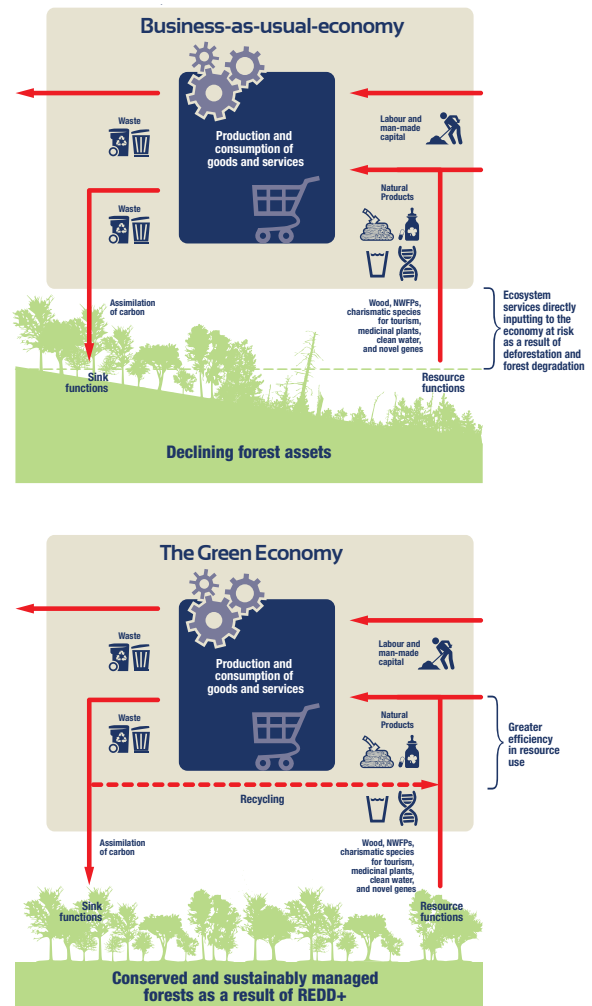 Business-as-usual-economy
Waste
Production and
consumption of
goods and services
Labour and
man-made
capital
Waste
Natural
Products
Assimilation
of carbon
Wood, NWFPs,
charismatic species
for tourism,
medicinal plants,
clean water,
and novel genes
Ecosystem
services directly
inputting to the
economy at risk
as a result of
deforestation and
forest degradation
Sink
functions
Resource
functions
Declining forest assets
The Green Economy
Waste
Production and
consumption of
goods and services
Labour and
man-made
capital
Waste
Natural
Products
Greater
efficiency
in resource
use
Recycling
Assimilation
of carbon
Wood, NWFPs,
charismatic species
for tourism,
medicinal plants,
clean water,
and novel genes
Sink
functions
Resource
functions
Conserved and sustainably managed
forests as a result of REDD+